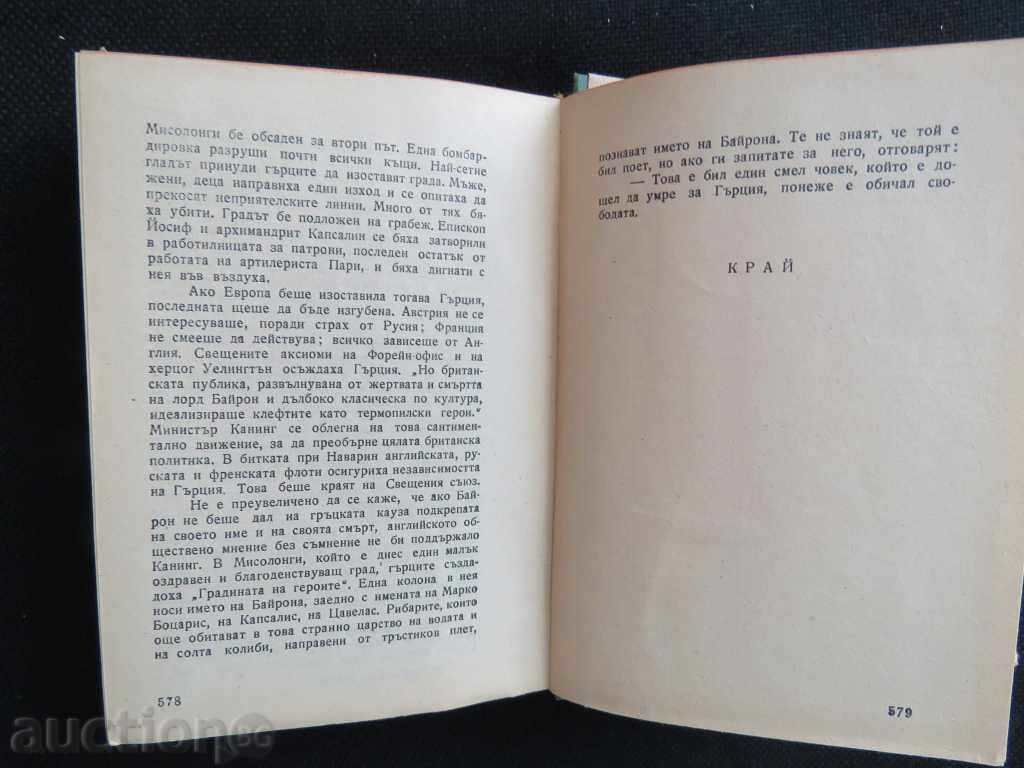 Мисолонги бе обсаден за втори път. Една бомбар-
дировка разруши почти всички къщи. Най-сетне
гладът принуди гърците да изоставят града. Мъже,
жени, деца направиха един изход и се опитаха да
прекосят неприятелските линии. Много от тях бя-
ха убити. Градът бе подложен на грабеж. Епископ
Йосиф и архимандрит Капсалин се бяха затворили
в работилницата за патрони, последен остатък от
работата на артилериста Пари, и бяха дигнати с
нея във въздуха.
Ако Европа беше изоставила тогава Гърция,
последната щеше да бъде изгубена. Австрия не се
интересуваше, поради страх от Русия; Франция
не смееше да действува; всичко зависеше от Ан-
глия. Свещените аксиоми на Форейн-офис и на
херцог Уелингтън осъждаха Гърция. „Но британ-
ската публика, развълнувана от жертвата и смъртта
на лорд Байрон и дълбоко класическа по култура,
идеализираше клефтите като термопилски герои.“
Министър Канинг се облегна на това сантимен-
тално движение, за да преобърне цялата британска
политика. В битката при Наварин английската, ру-
ската и френската флоти осигуриха независимостта
на Гърция. Това беше краят на Свещения съюз.
Не е преувеличено да се каже, че ако Бай-
рон не беше дал на гръцката кауза подкрепата
на своето име и на своята смърт, английското об-
ществено мнение без съмнение не би поддържало
Канинг. В Мисолонги, който е днес един малък
оздравен и благоденствуващ град, гърците създа-
доха „Градината на героите“. Една колона в нея
носи името на Байрона, заедно с имената на Марко
Боцарис, на Капсалис, на Цавелас. Рибарите, които
още обитават в това странно царство на водата и
на солта колиби, направени от тръстиков плет,
578
познават името на Байрона. Те не знаят, че той е
бил поет, но ако ги запитате за него, отговарят:
— Това е бил един смел човек, който е до-
шел да умре за Гърция, понеже е обичал сво-
бодата.
КРАЙ
579
auction